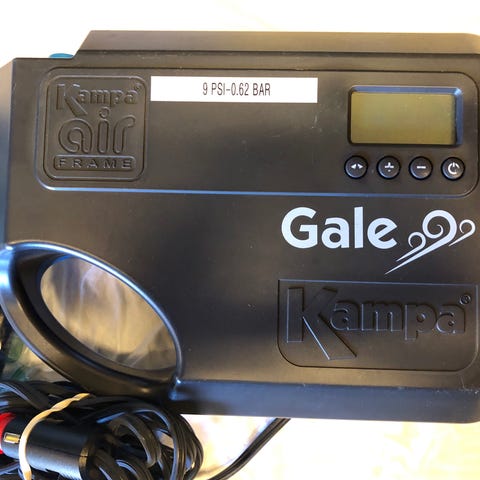 Kampa®
air
FRAME
9 PSI-0.62 BAR
Gale
Kampa®